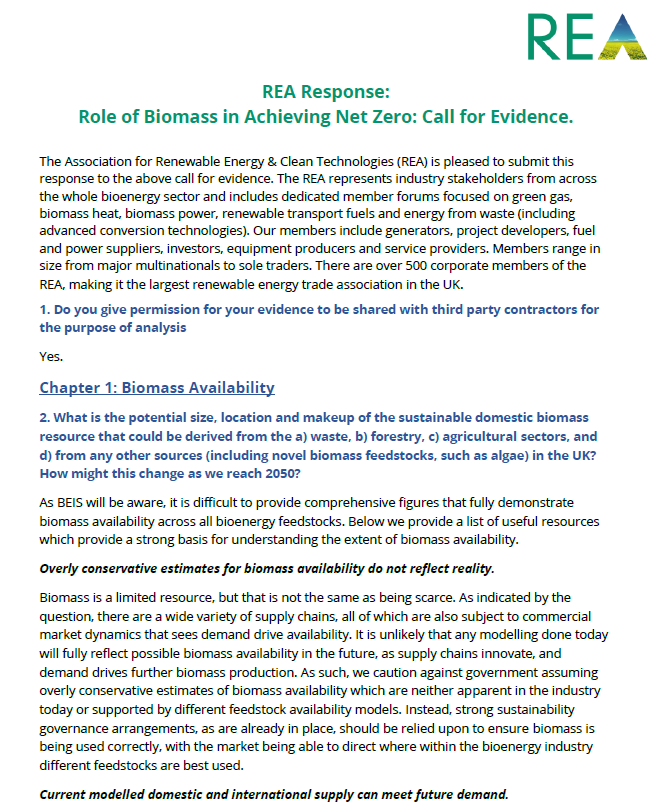 REA
REA Response:
Role of Biomass in Achieving Net Zero: Call for Evidence.
The Association for Renewable Energy & Clean Technologies (REA) is pleased to submit this
response to the above call for evidence. The REA represents industry stakeholders from across
the whole bioenergy sector and includes dedicated member forums focused on green gas,
biomass heat, biomass power, renewable transport fuels and energy from waste (including
advanced conversion technologies). Our members include generators, project developers, fuel
and power suppliers, investors, equipment producers and service providers. Members range in
size from major multinationals to sole traders. There are over 500 corporate members of the
REA, making it the largest renewable energy trade association in the UK.
1. Do you give permission for your evidence to be shared with third party contractors for
the purpose of analysis
Yes.
Chapter 1: Biomass Availability
2. What is the potential size, location and makeup of the sustainable domestic biomass
resource that could be derived from the a) waste, b) forestry, c) agricultural sectors, and
d) from any other sources (including novel biomass feedstocks, such as algae) in the UK?
How might this change as we reach 2050?
As BEIS will be aware, it is difficult to provide comprehensive figures that fully demonstrate
biomass availability across all bioenergy feedstocks. Below we provide a list of useful resources
which provide a strong basis for understanding the extent of biomass availability.
Overly conservative estimates for biomass availability do not reflect reality.
Biomass is a limited resource, but that is not the same as being scarce. As indicated by the
question, there are a wide variety of supply chains, all of which are also subject to commercial
market dynamics that sees demand drive availability. It is unlikely that any modelling done today
will fully reflect possible biomass availability in the future, as supply chains innovate, and
demand drives further biomass production. As such, we caution against government assuming
overly conservative estimates of biomass availability which are neither apparent in the industry
today or supported by different feedstock availability models. Instead, strong sustainability
governance arrangements, as are already in place, should be relied upon to ensure biomass is
being used correctly, with the market being able to direct where within the bioenergy industry
different feedstocks are best used.
Current modelled domestic and international supply can meet future demand.